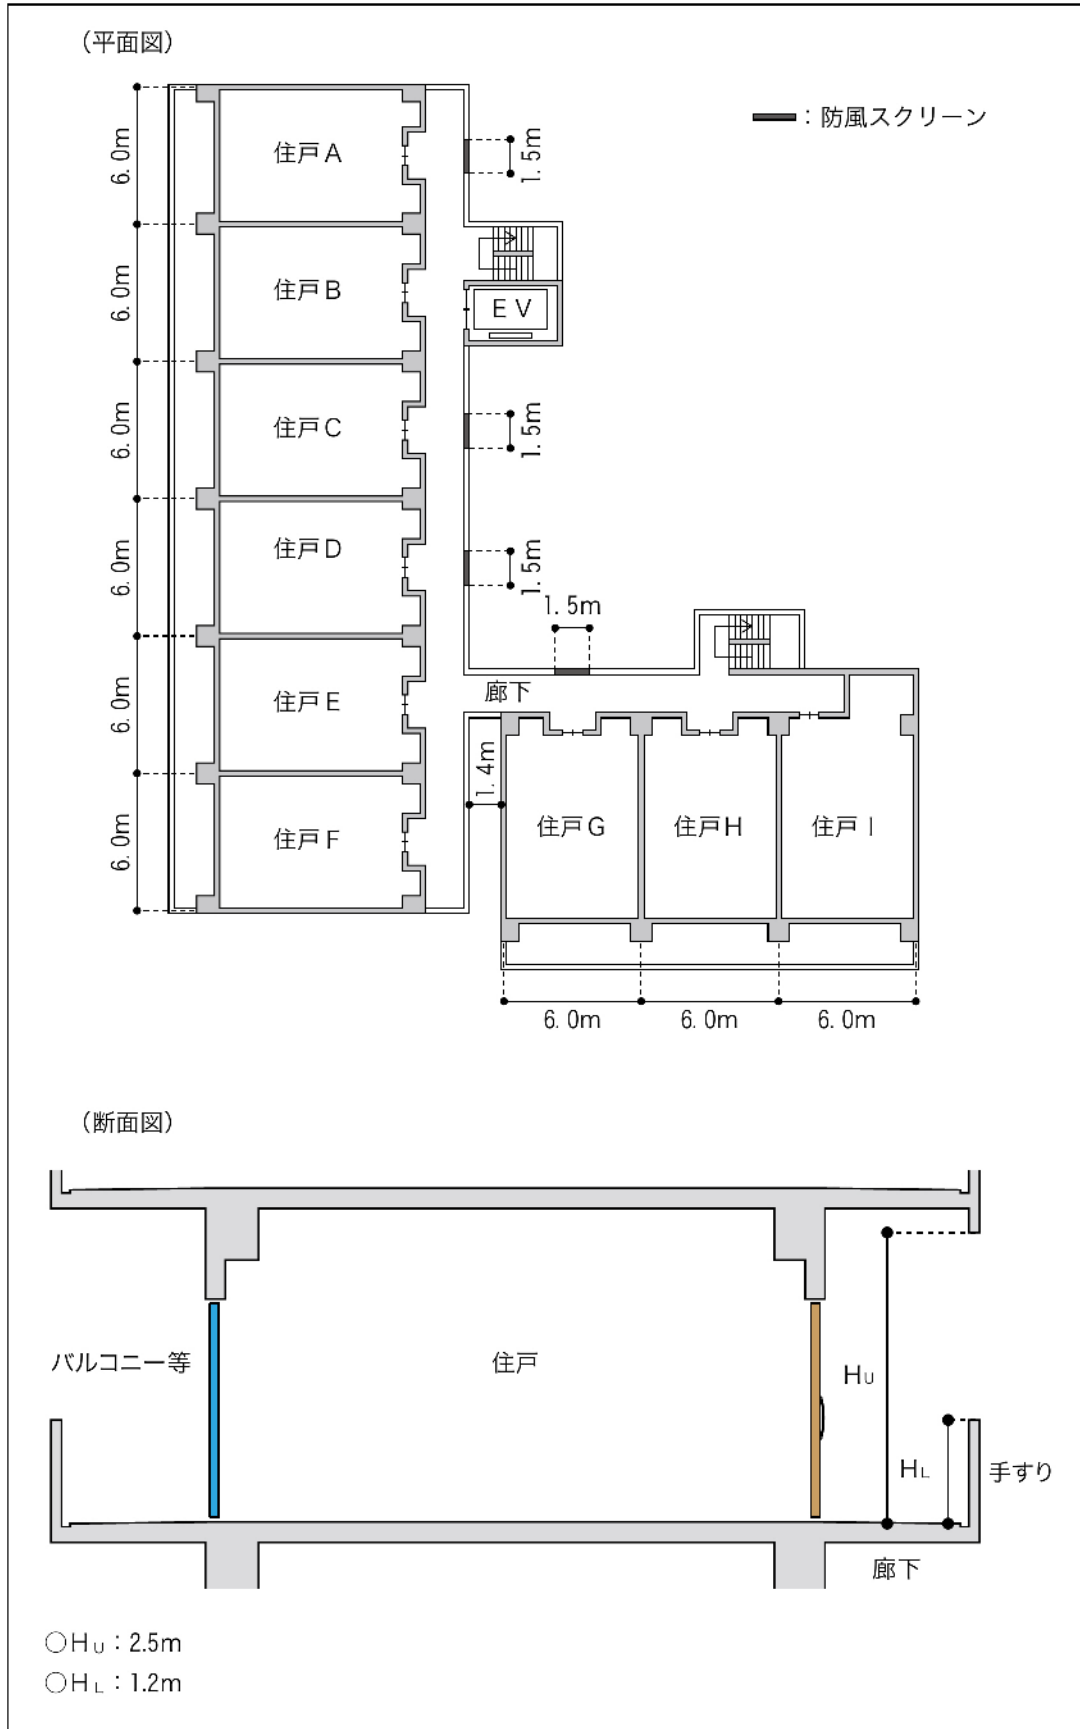 （平面図）
：防風スクリーン
6.0m
6.0m
6.0m
6.0m
6.0m
6.0m
住戸A
住戸B
住戸C
住戸D
住戸E
住戸F
1.5m
EV
1.5m
1.5m
1.5m
廊下
1.4m
住戸G
住戸H
住戸I
6.0m
6.0m
6.0m
（断面図）
バルコニー等
住戸
HU
HL
手すり
廊下
○HU：2.5m
○HL：1.2m